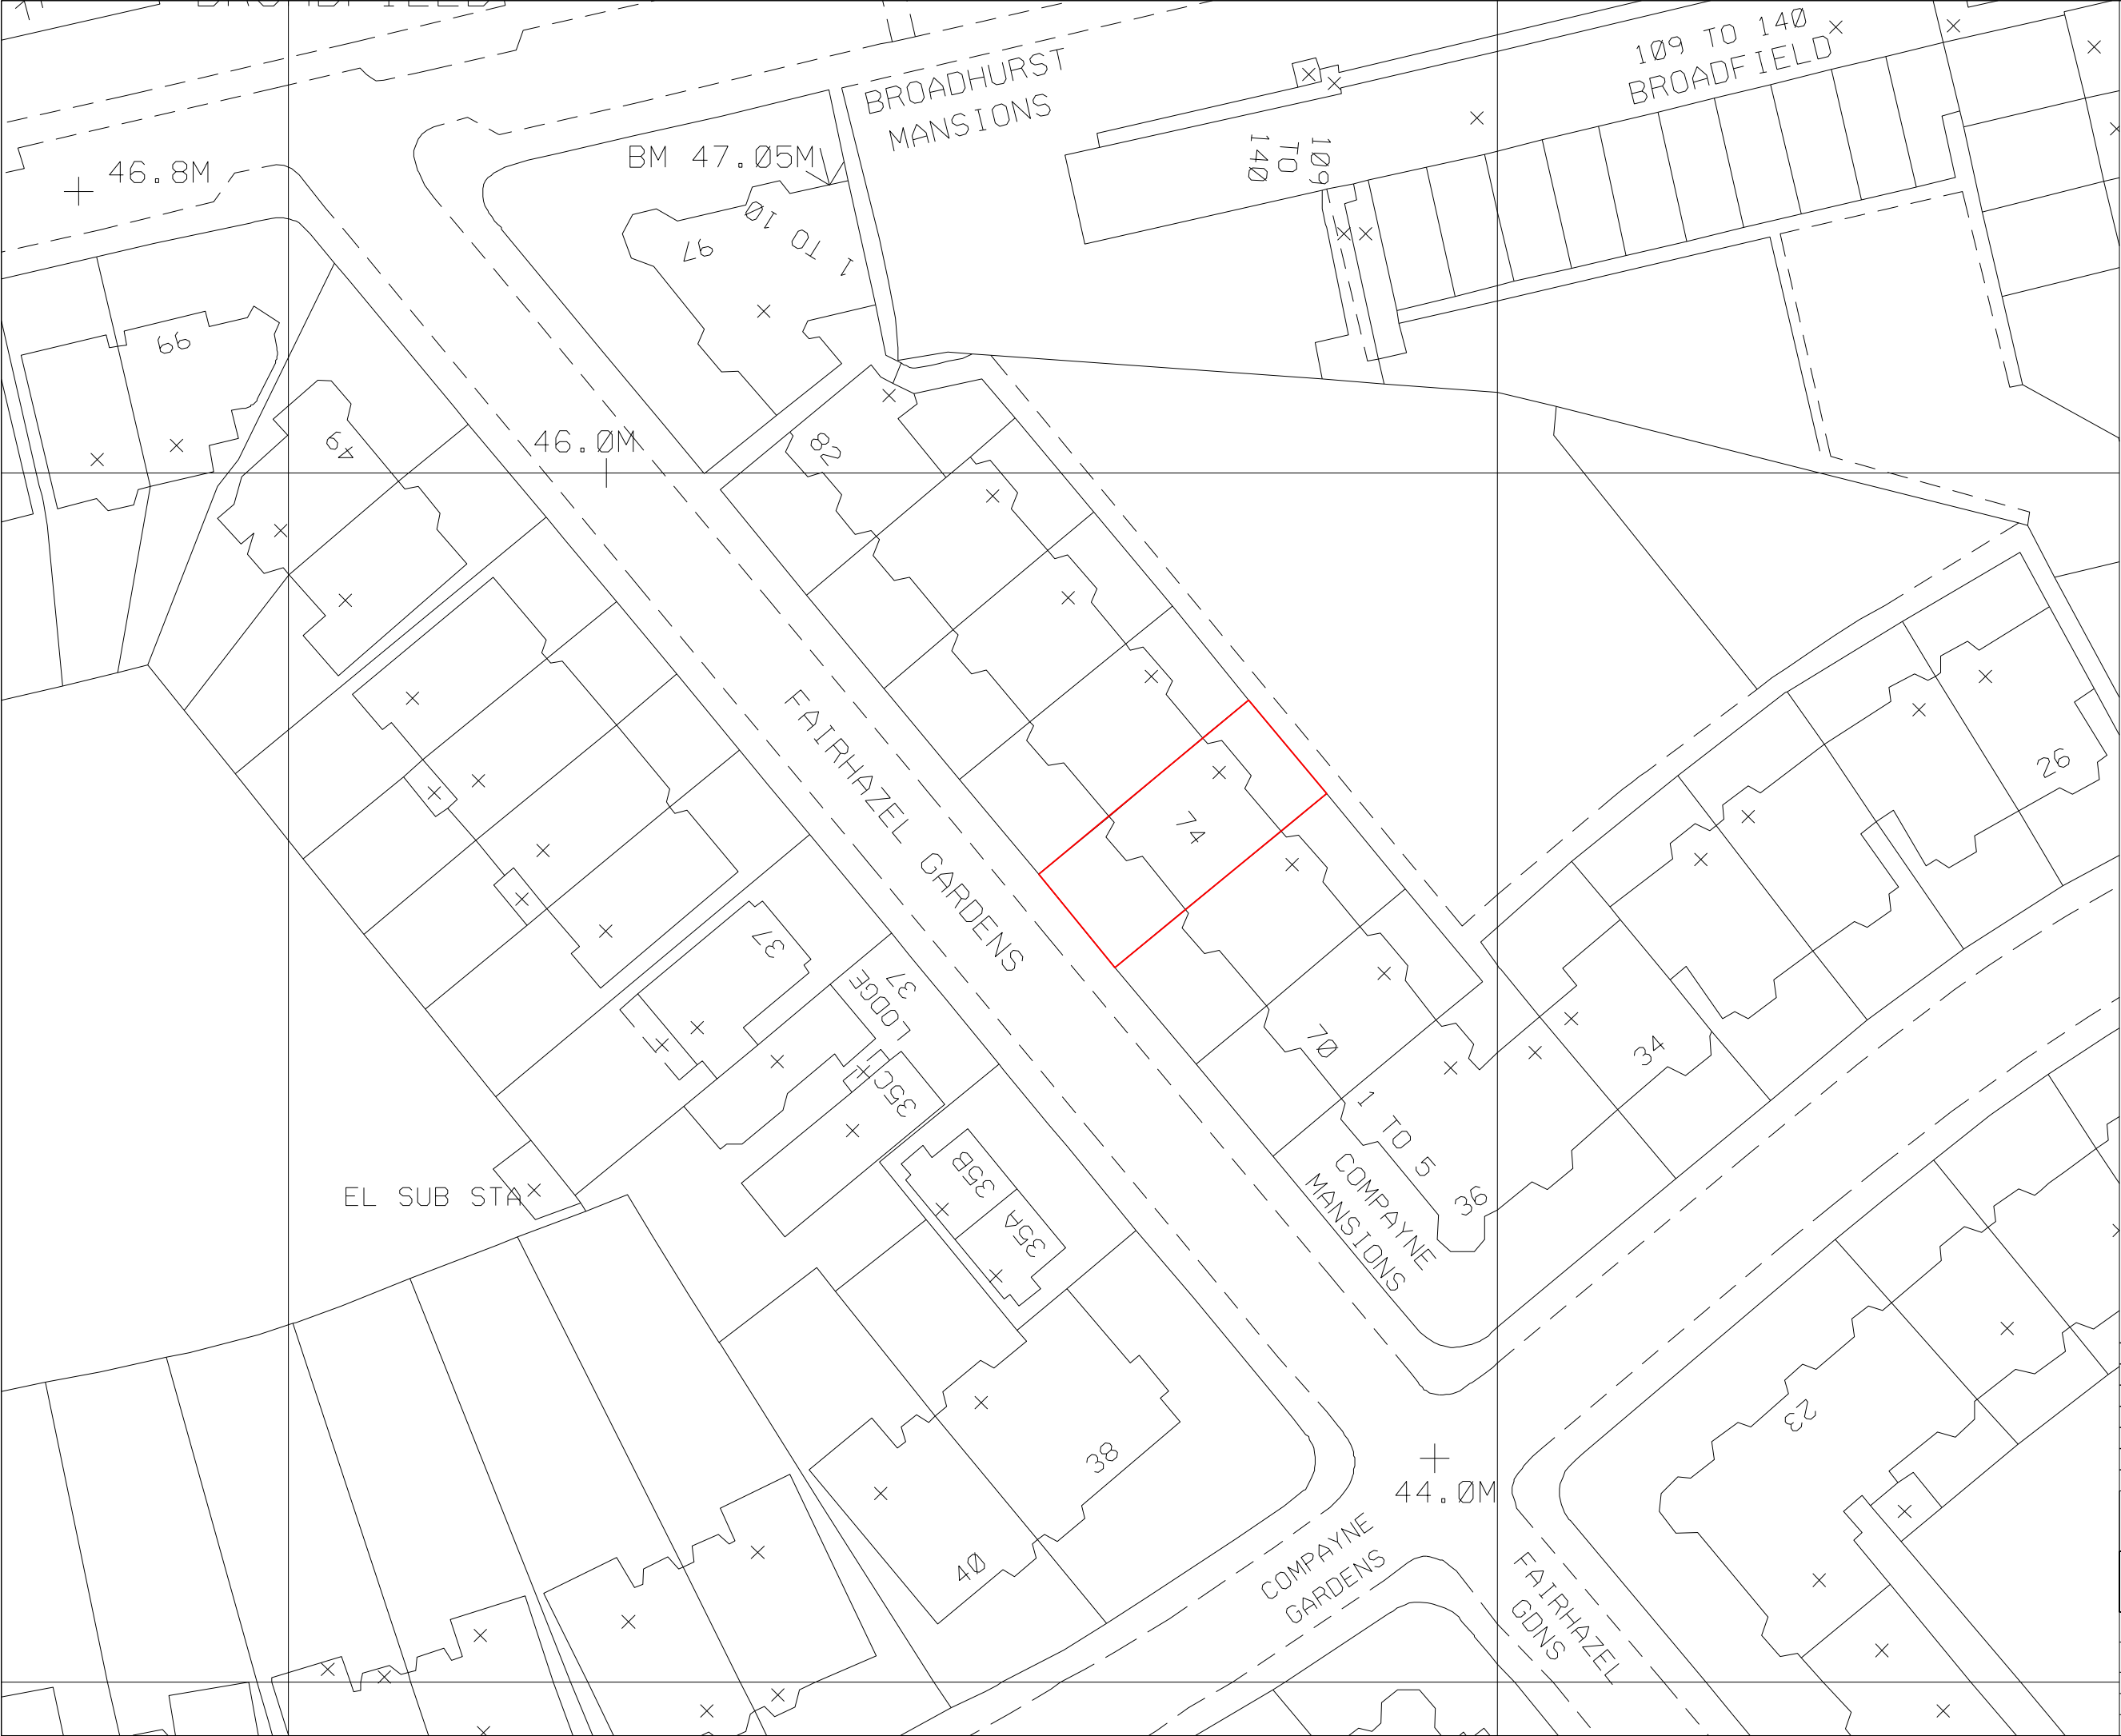 109 TO 140
BROADFIELD
BROADHURST
MANSIONS
BM 47.05M
46.8M
109
TO
140
97
1 TO 10
99
64
46.0M
82
FAIRHAZEL
GARDENS
74
26
37
37
LODGE
35C
70
34
1 TO 5
COMPAYNE
MANSIONS
36
35B
35A
EL SUB STA
23
38
44.0M
40
COMPAYNE
GARDENS
FAIRHAZEL
GDNS